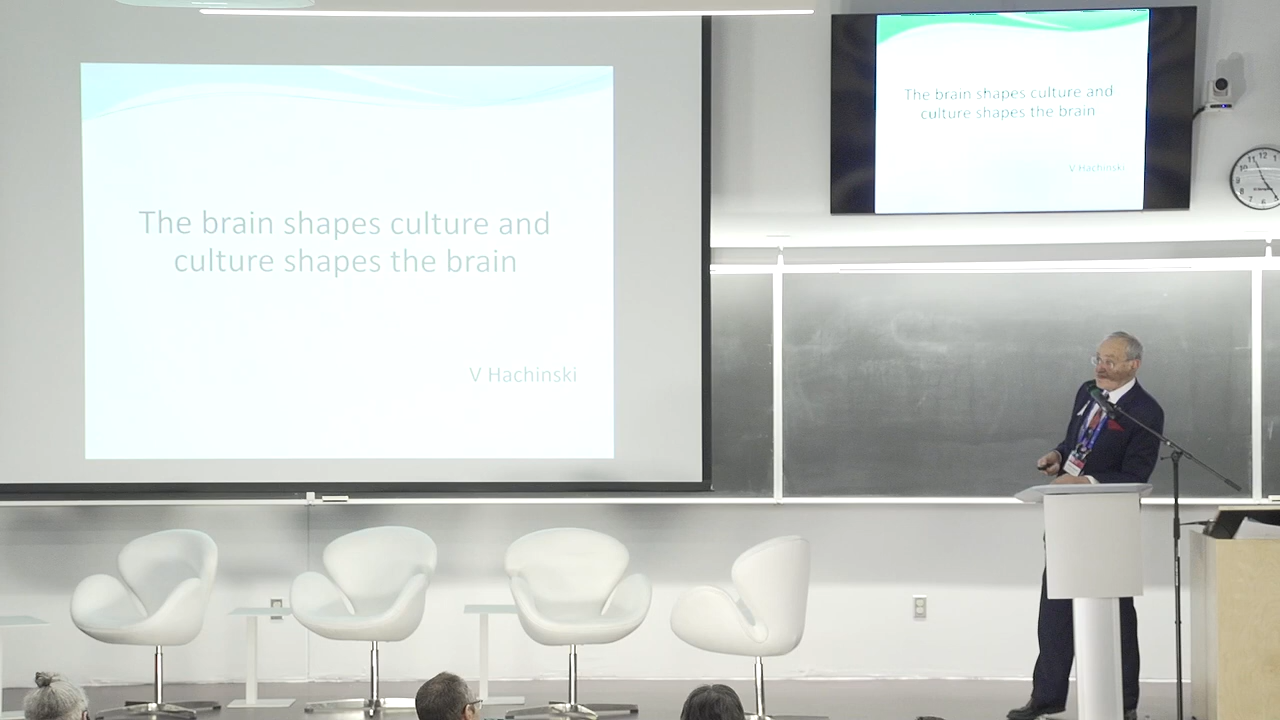 The brain shapes culture and
culture shapes the brain
V Hachinski
The brain shapes culture and
culture shapes the brain
V Hachinski